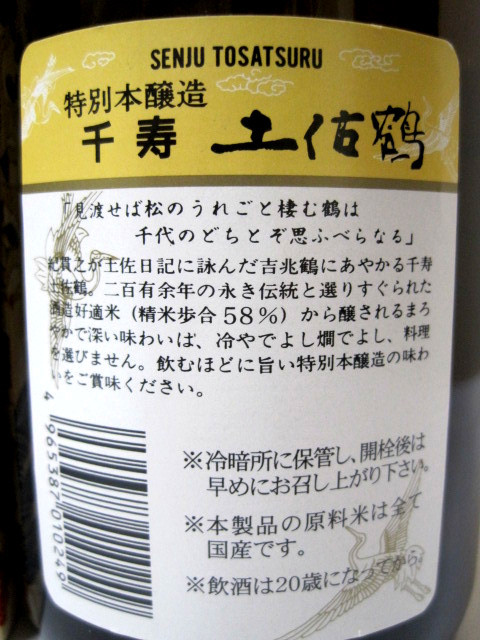 SENJU TOSATSURU
特別本醸造
千寿 土佐鶴
「見渡せば松のうれごと棲む鶴は
千代のどちとぞ思ふべらなる」
紀貫之が土佐日記に詠んだ吉兆鶴にあやかる千寿
土佐鶴。二百有余年の永き伝統と選りすぐられた
酒造好適米（精米歩合58%）から醸されるまろ
やかで深い味わいは、冷やでよし燗でよし、料理
を選びません。飲むほどに旨い特別本醸造の味わ
いをご賞味ください。
4965387010249
※冷暗所に保管し、開栓後は
早めにお召し上がり下さい。
※本製品の原料米は全て
国産です。
※飲酒は20歳になってから